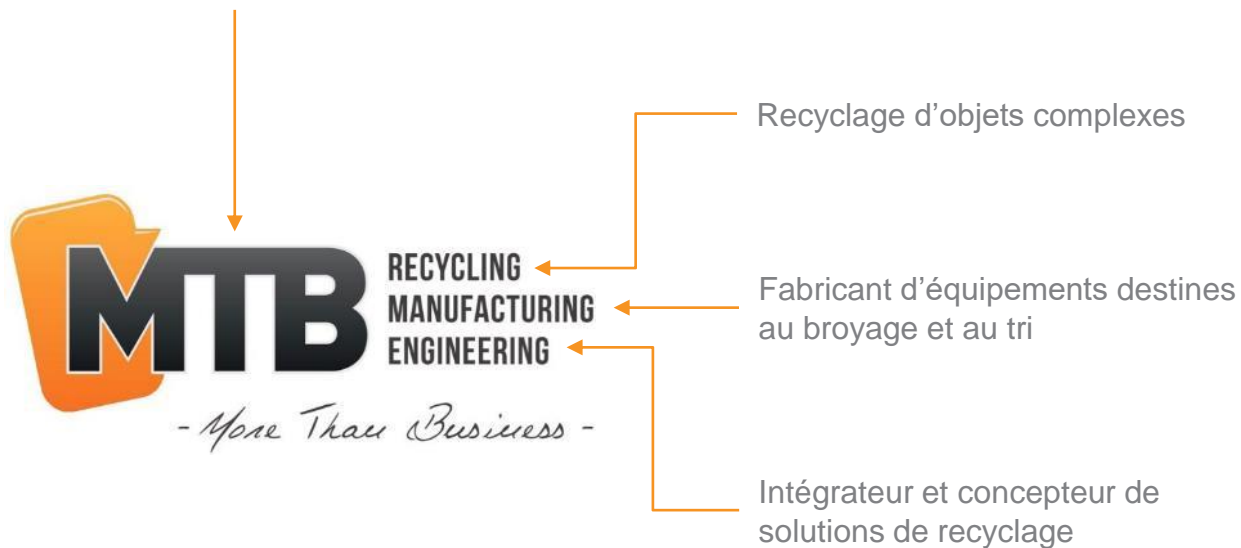 Recyclage d’objets complexes
MTB
RECYCLING
MANUFACTURING
ENGINEERING
- More Than Business -
Fabricant d’équipements destines
au broyage et au tri
Intégrateur et concepteur de
solutions de recyclage